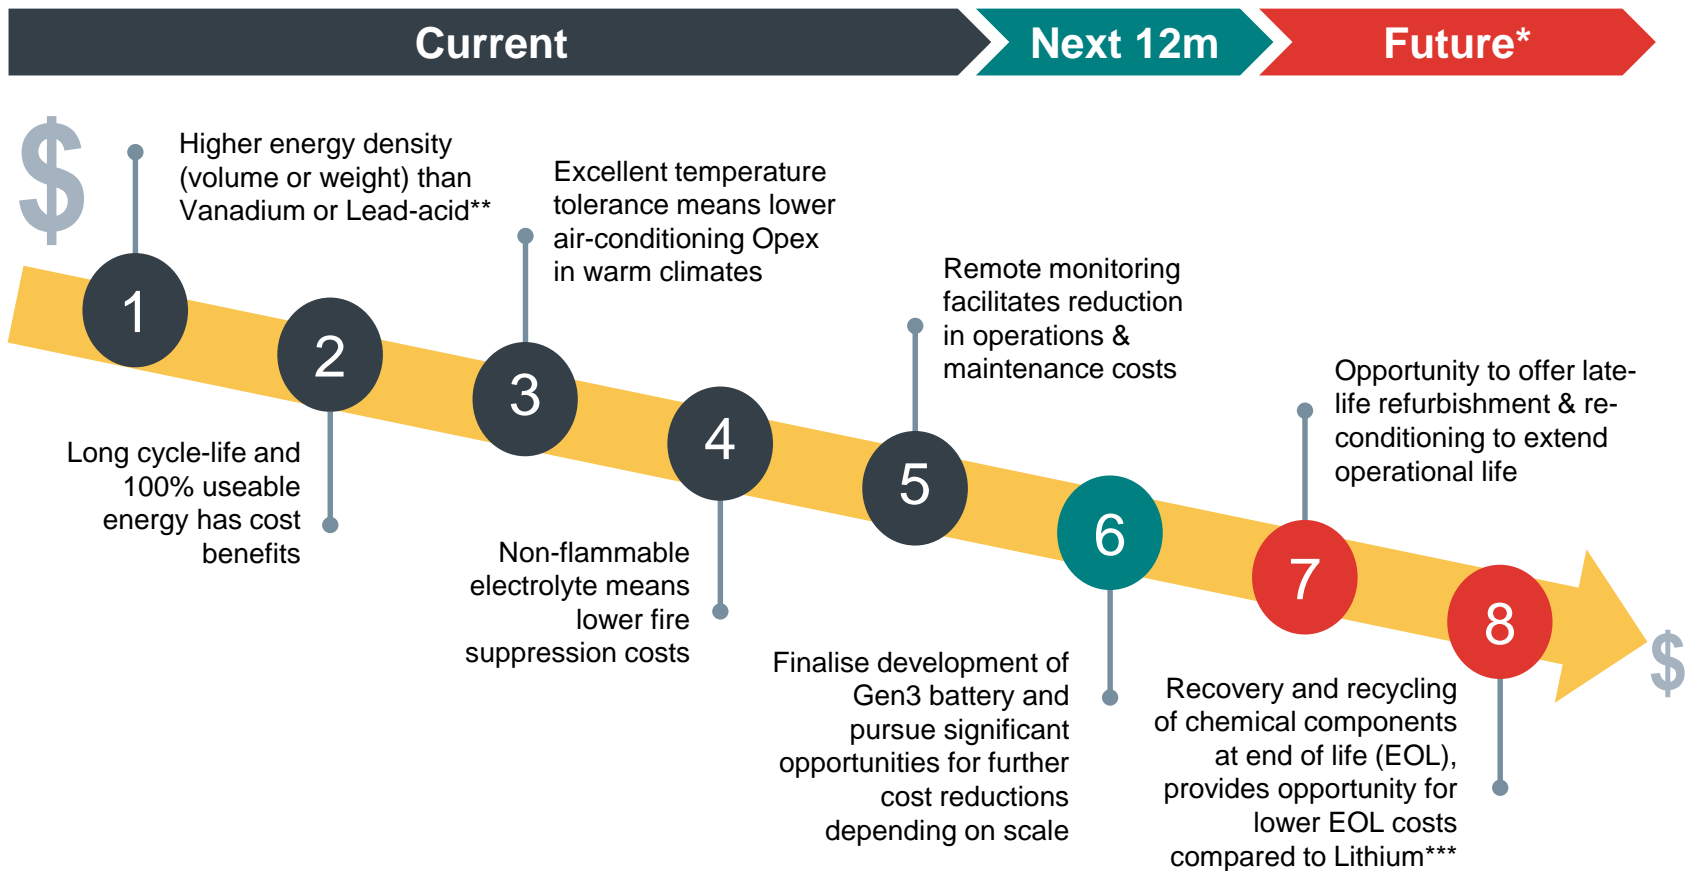 Current
Next 12m
Future*
$
Higher energy density
(volume or weight) than
Vanadium or Lead-acid**
Excellent temperature
tolerance means lower
air-conditioning Opex
in warm climates
Remote monitoring
facilitates reduction
in operations &
maintenance costs
Opportunity to offer late-
life refurbishment & re-
conditioning to extend
operational life
1
2
3
4
5
6
7
8
$
Long cycle-life and
100% useable
energy has cost
benefits
Non-flammable
electrolyte means
lower fire
suppression costs
Finalise development of
Gen3 battery and
pursue significant
opportunities for further
cost reductions
depending on scale
Recovery and recycling
of chemical components
at end of life (EOL),
provides opportunity for
lower EOL costs
compared to Lithium***